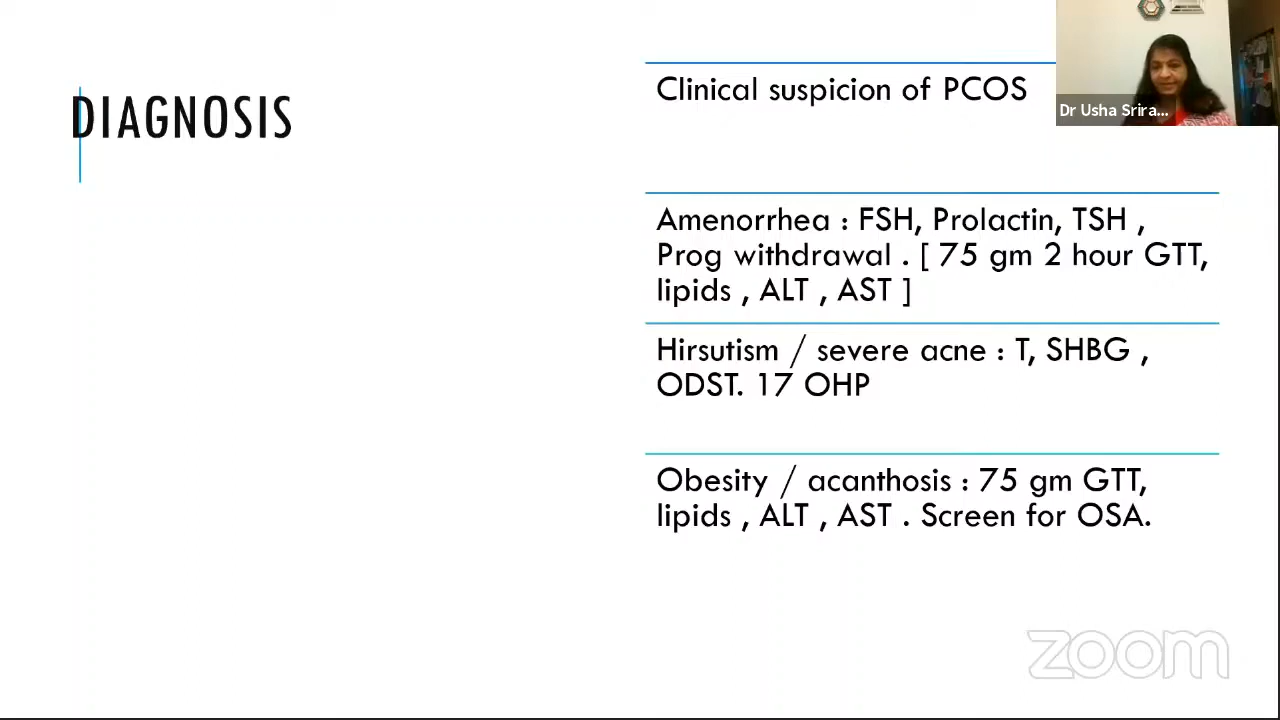 DIAGNOSIS
Clinical suspicion of PCOS
Dr Usha Srira...
Amenorrhea : FSH, Prolactin, TSH ,
Prog withdrawal . [ 75 gm 2 hour GTT,
lipids , ALT , AST ]
Hirsutism / severe acne : T, SHBG ,
ODST. 17 OHP
Obesity / acanthosis : 75 gm GTT,
lipids , ALT , AST . Screen for OSA.
zoom